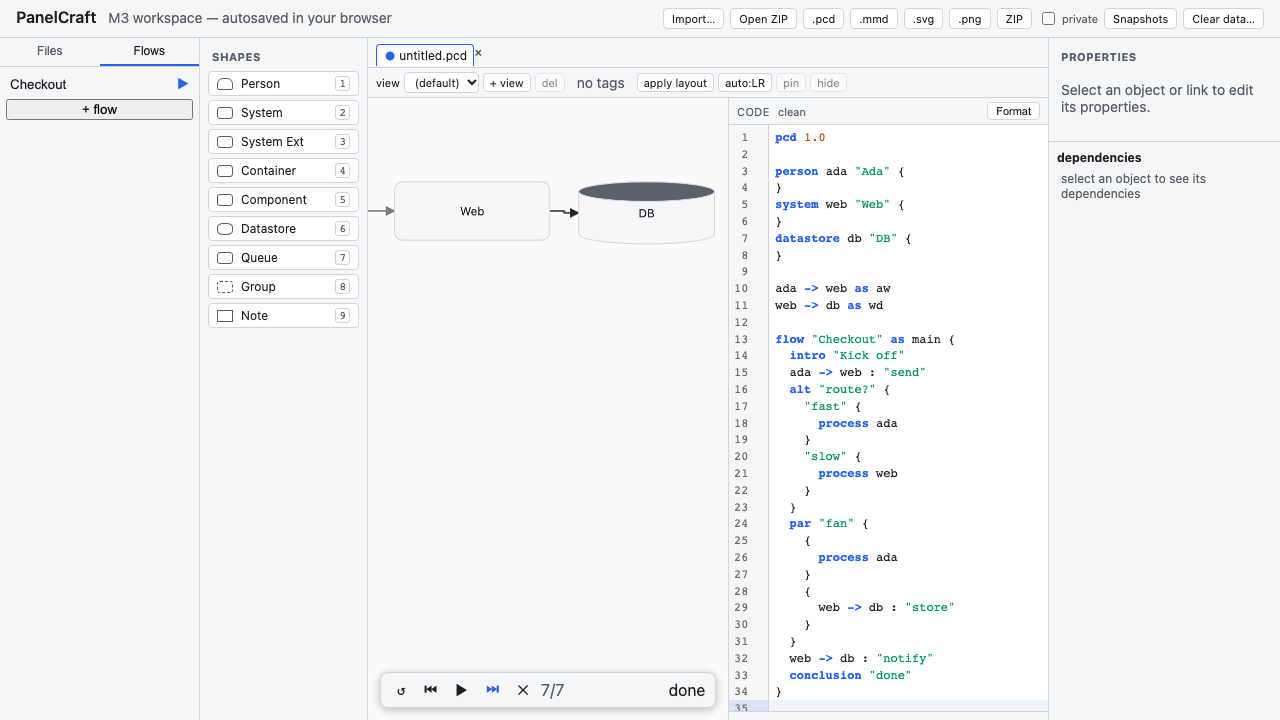 PanelCraft M3 workspace — autosaved in your browser Import... Open ZIP .pcd .mmd .svg .png ZIP private Snapshots Clear data...
Files Flows
Checkout
+ flow
SHAPES
Person 1
System 2
System Ext 3
Container 4
Component 5
Datastore 6
Queue 7
Group 8
Note 9
untitled.pcd ×
view (default) + view del no tags apply layout auto:LR pin hide
Web
DB
7/7 done
CODE clean Format
1 pcd 1.0
2
3 person ada "Ada" {
4 }
5 system web "Web" {
6 }
7 datastore db "DB" {
8 }
9
10 ada -> web as aw
11 web -> db as wd
12
13 flow "Checkout" as main {
14 intro "Kick off"
15 ada -> web : "send"
16 alt "route?" {
17 "fast" {
18 process ada
19 }
20 "slow" {
21 process web
22 }
23 }
24 par "fan" {
25 {
26 process ada
27 }
28 {
29 web -> db : "store"
30 }
31 }
32 web -> db : "notify"
33 conclusion "done"
34 }
35
PROPERTIES
Select an object or link to edit
its properties.
dependencies
select an object to see its
dependencies